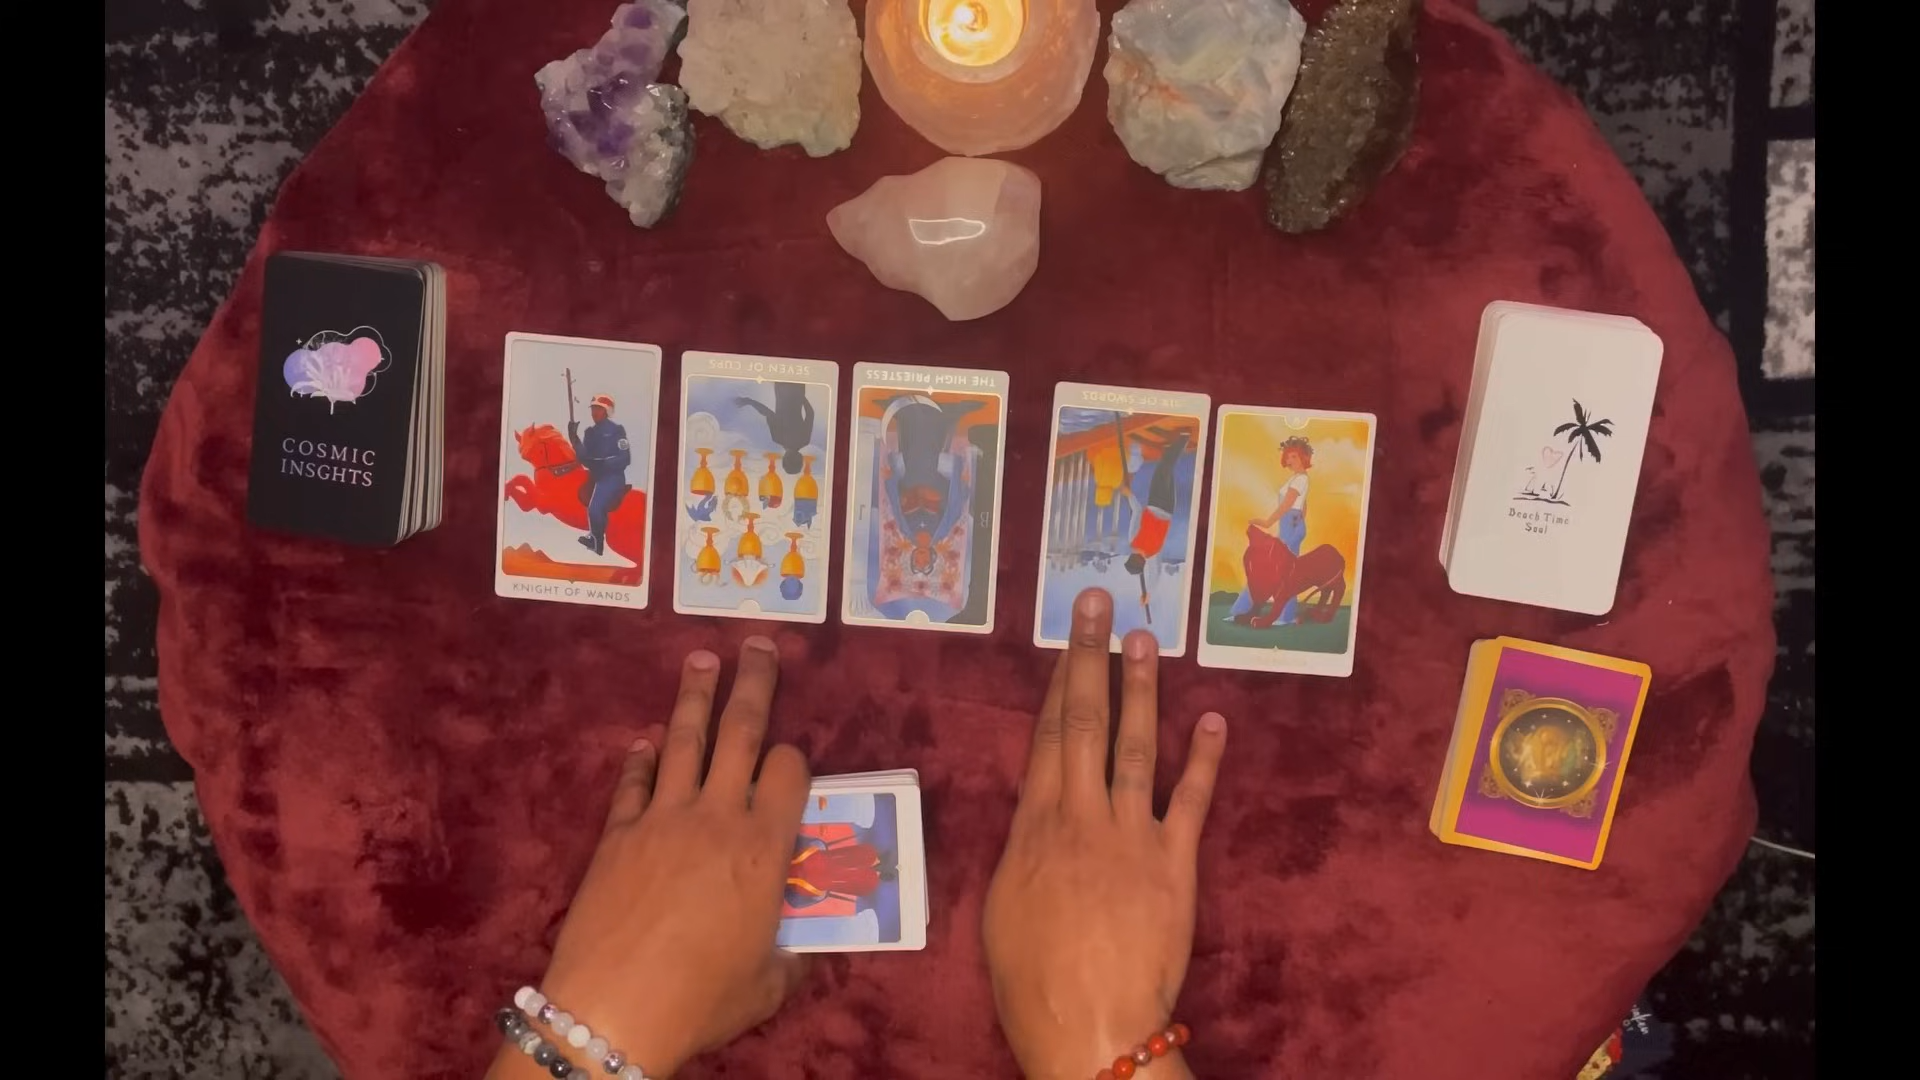 COSMIC
INSGHTS
KNIGHT OF WANDS
SEVEN OF CUPS
THE HIGH PRIESTESS
J
B
SIX OF SWORDS
Beach Time
Soul